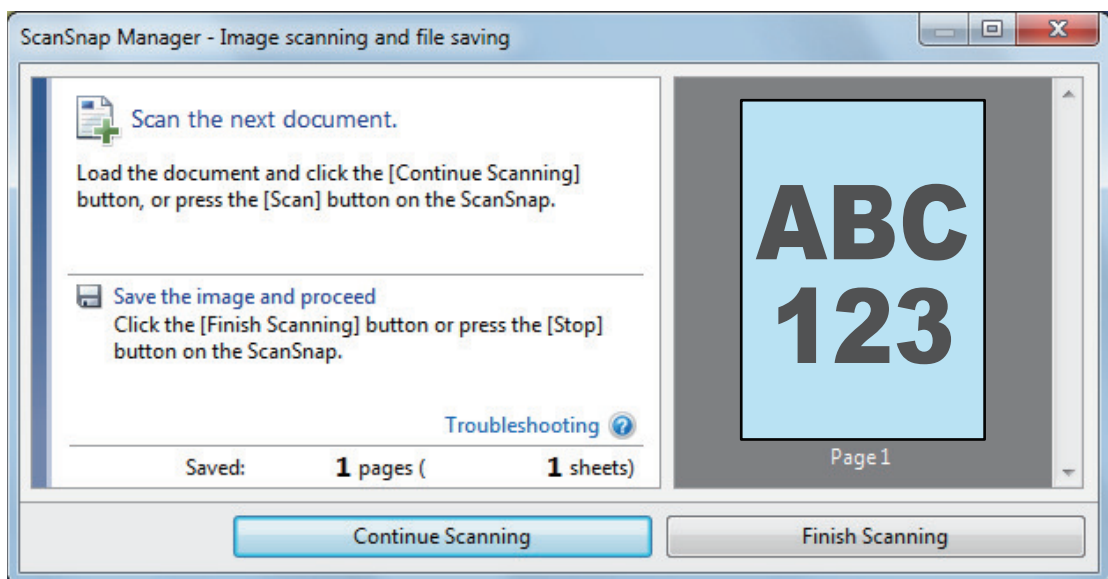 ScanSnap Manager - Image scanning and file saving
Scan the next document.
Load the document and click the [Continue Scanning]
button, or press the [Scan] button on the ScanSnap.
Save the image and proceed
Click the [Finish Scanning] button or press the [Stop]
button on the ScanSnap.
Troubleshooting
Saved: 1 pages ( 1 sheets)
ABC
123
Page 1
Continue Scanning
Finish Scanning